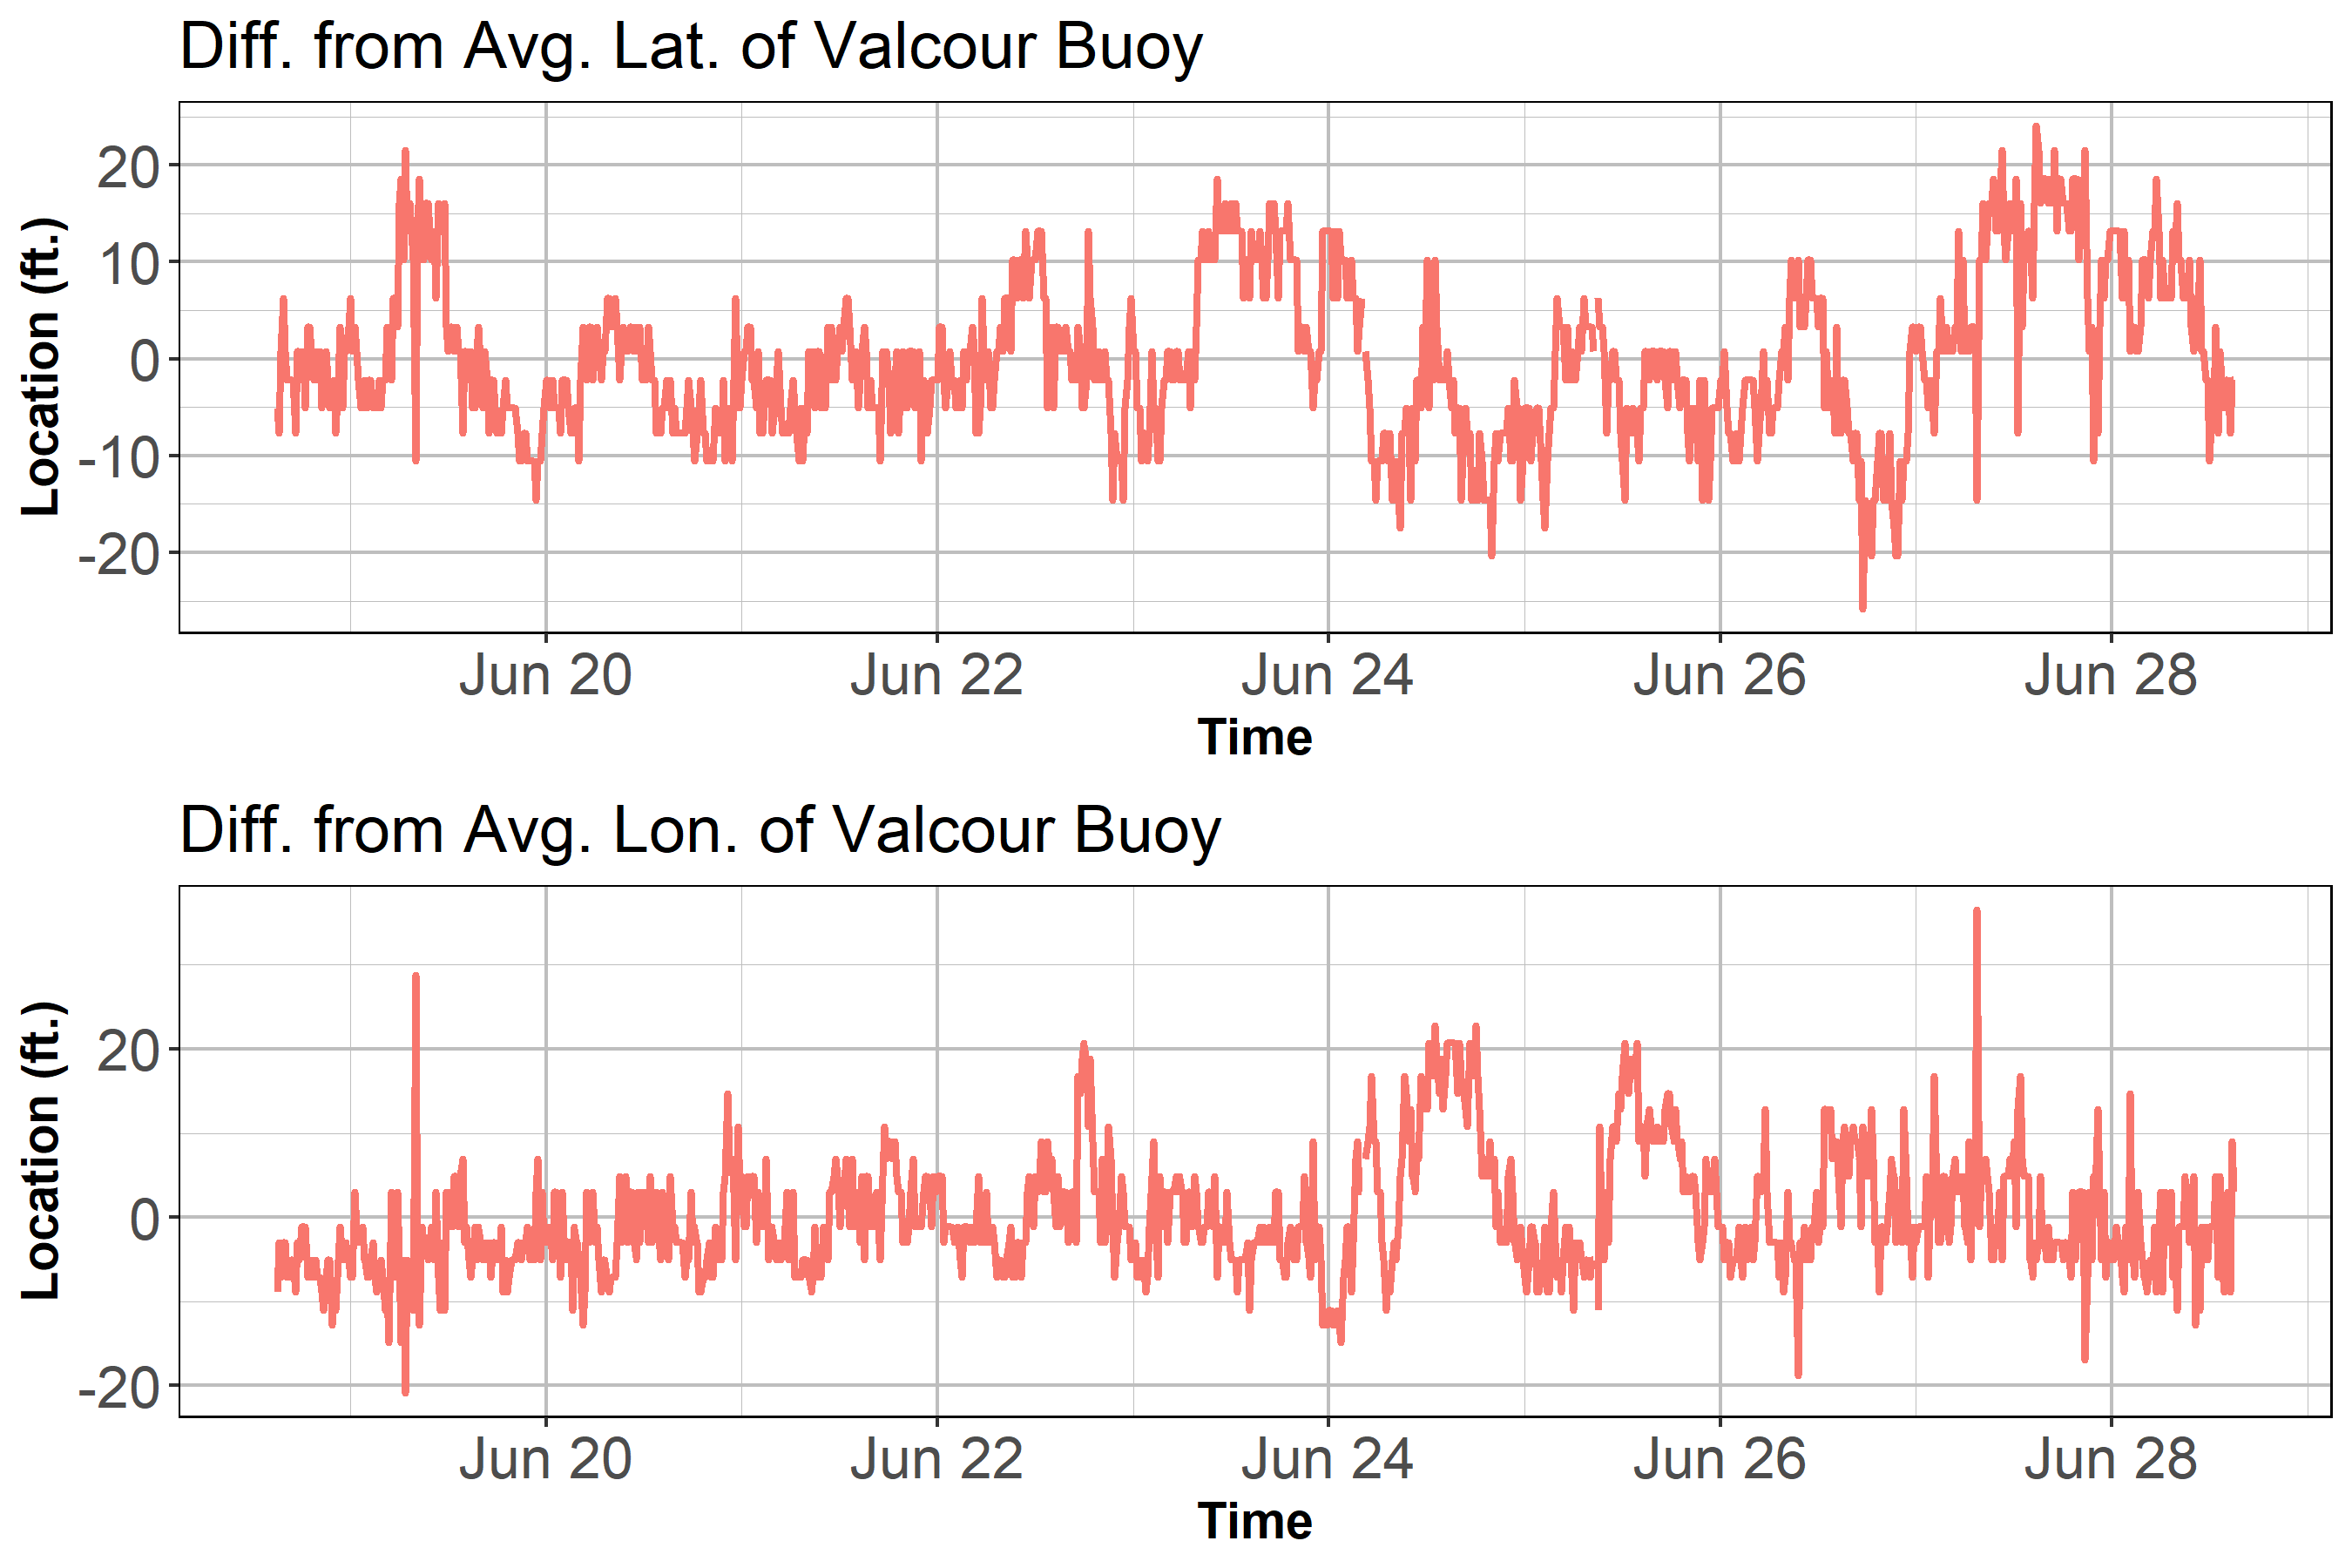 Diff. from Avg. Lat. of Valcour Buoy
Location (ft.)
20
10
0
-10
-20
Jun 20
Jun 22
Jun 24
Jun 26
Jun 28
Time
Diff. from Avg. Lon. of Valcour Buoy
Location (ft.)
20
0
-20
Jun 20
Jun 22
Jun 24
Jun 26
Jun 28
Time